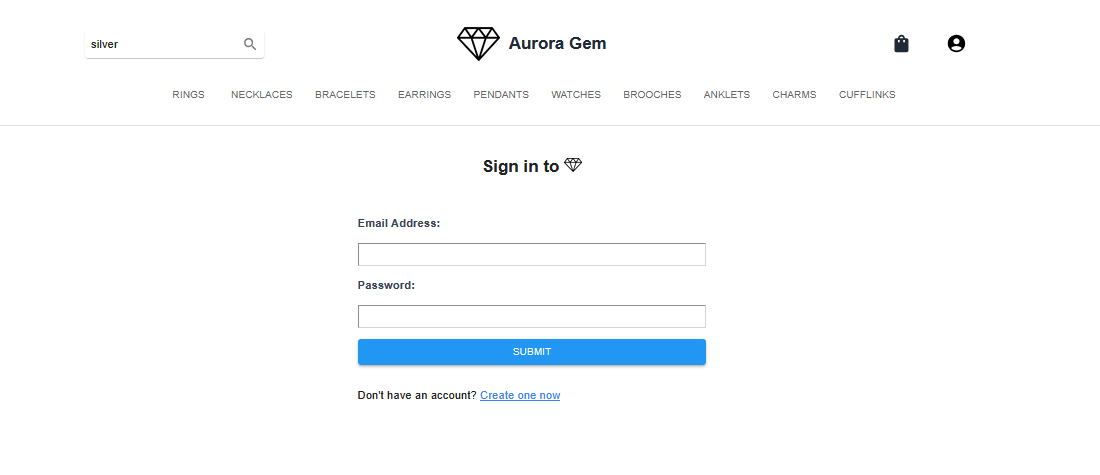 silver
Aurora Gem
RINGS NECKLACES BRACELETS EARRINGS PENDANTS WATCHES BROOCHES ANKLETS CHARMS CUFFLINKS
Sign in to
Email Address:
Password:
SUBMIT
Don't have an account? Create one now